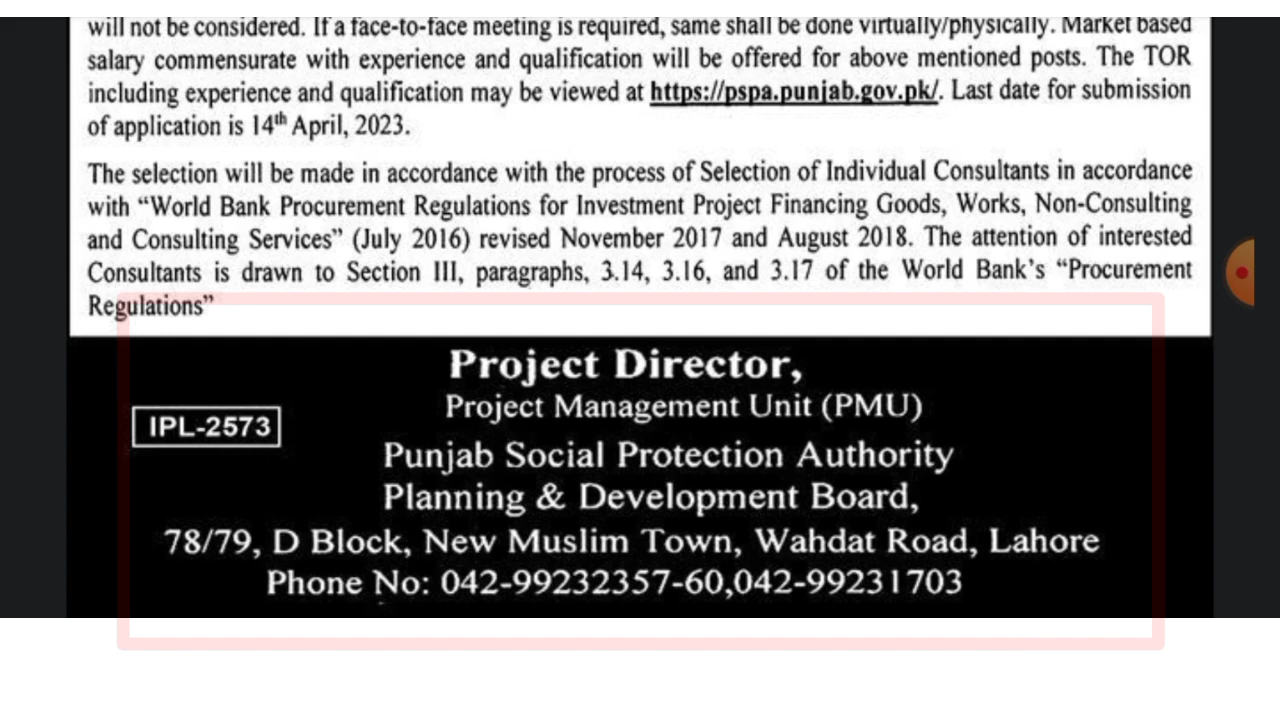 will not be considered. If a face-to-face meeting is required, same shall be done virtually/physically. Market based
salary commensurate with experience and qualification will be offered for above mentioned posts. The TOR
including experience and qualification may be viewed at https://pspa.punjab.gov.pk/. Last date for submission
of application is 14th April, 2023.
The selection will be made in accordance with the process of Selection of Individual Consultants in accordance
with “World Bank Procurement Regulations for Investment Project Financing Goods, Works, Non-Consulting
and Consulting Services” (July 2016) revised November 2017 and August 2018. The attention of interested
Consultants is drawn to Section III, paragraphs, 3.14, 3.16, and 3.17 of the World Bank’s “Procurement
Regulations”
Project Director,
Project Management Unit (PMU)
IPL-2573
Punjab Social Protection Authority
Planning & Development Board,
78/79, D Block, New Muslim Town, Wahdat Road, Lahore
Phone No: 042-99232357-60,042-99231703